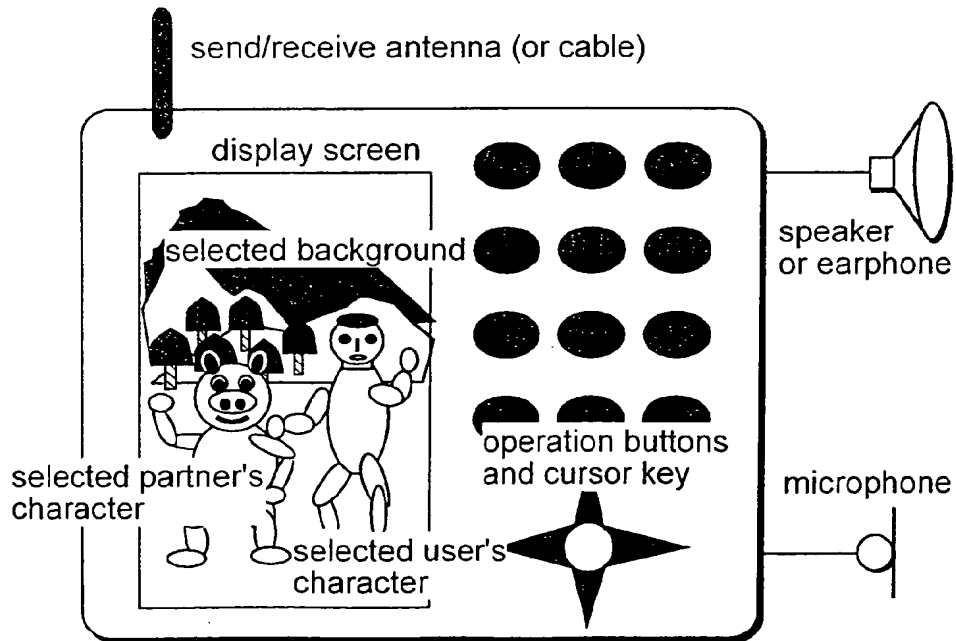 send/receive antenna (or cable)
display screen
selected background
speaker
or earphone
operation buttons
and cursor key
selected partner's
character
microphone
selected user's
character